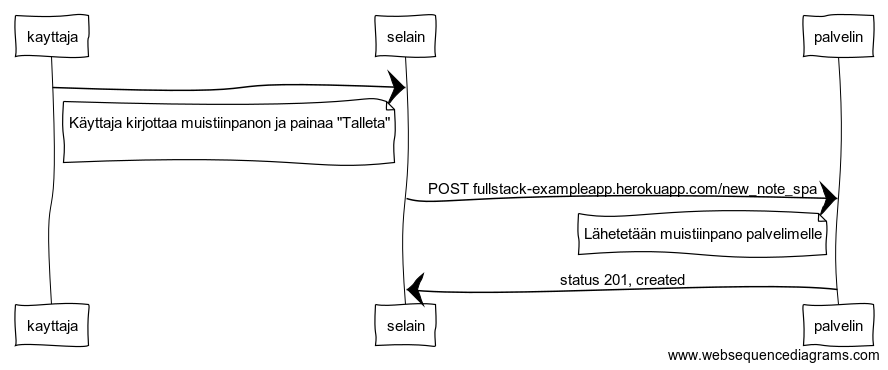 kayttaja
selain
palvelin
Käyttaja kirjottaa muistiinpanon ja painaa "Talleta"
POST fullstack-exampleapp.herokuapp.com/new_note_spa
Lähetetään muistiinpano palvelimelle
status 201, created
kayttaja
selain
palvelin
www.websequencediagrams.com